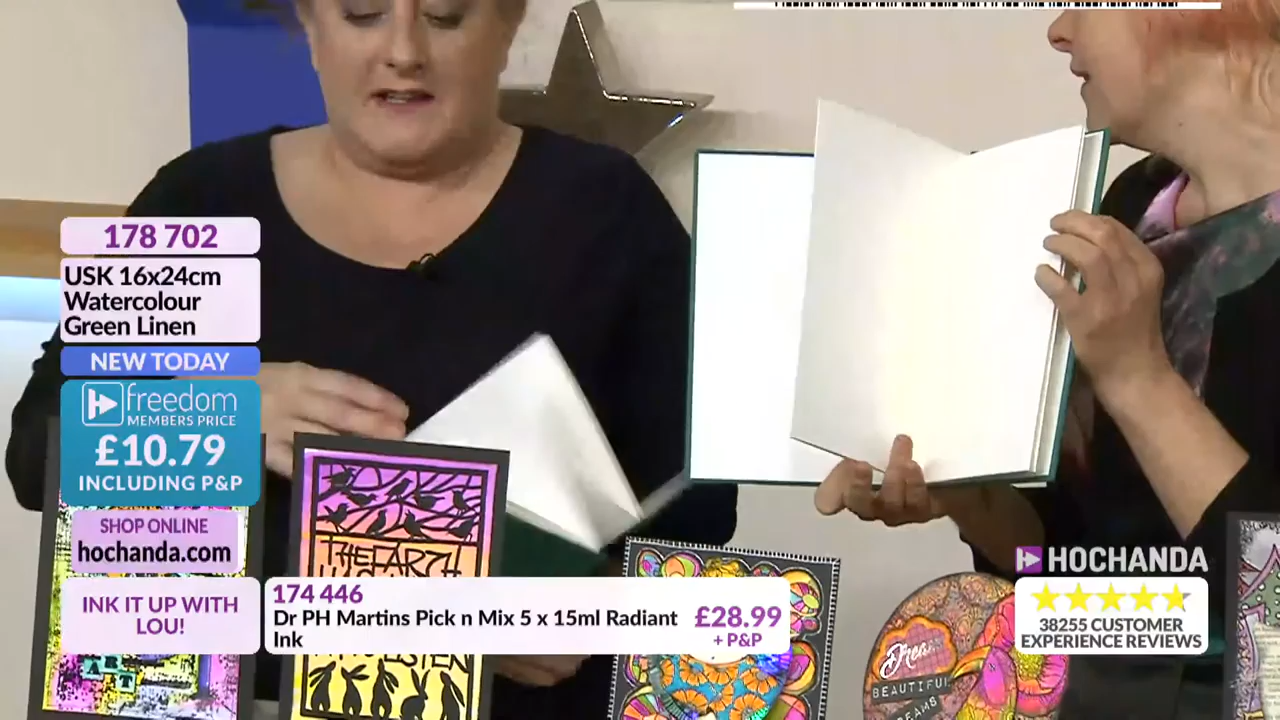 178 702
USK 16x24cm
Watercolour
Green Linen
NEW TODAY
freedom
MEMBERS PRICE
£10.79
INCLUDING P&P
SHOP ONLINE
hochanda.com
INK IT UP WITH
LOU!
174 446
Dr PH Martins Pick n Mix 5 x 15ml Radiant
Ink
£28.99
+ P&P
HOCHANDA
38255 CUSTOMER
EXPERIENCE REVIEWS
THE EARTH
LISTEN
ART
Dream
BEAUTIFUL
DREAMS